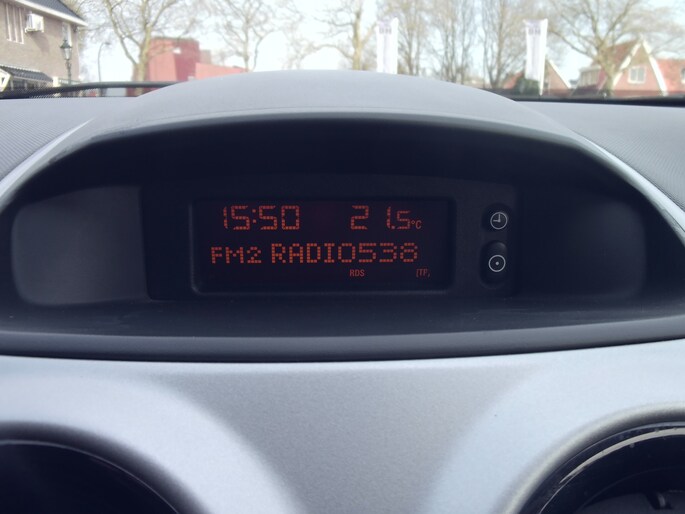 15:50 21.5°C
FM2 RADIO538
RDS [TP]